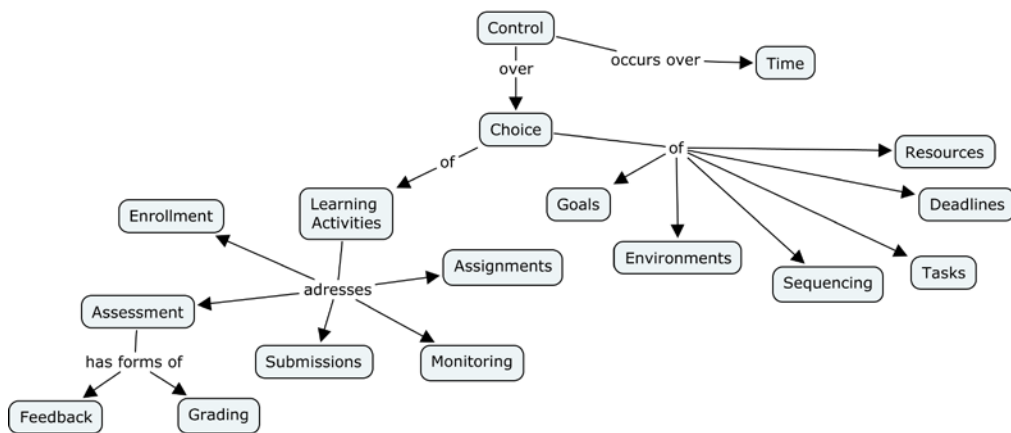 Control
occurs over
Time
over
Choice
of
of
Resources
Goals
Deadlines
Learning
Activities
Enrollment
Environments
Assignments
Sequencing
Tasks
adresses
Assessment
Submissions
Monitoring
has forms of
Feedback
Grading